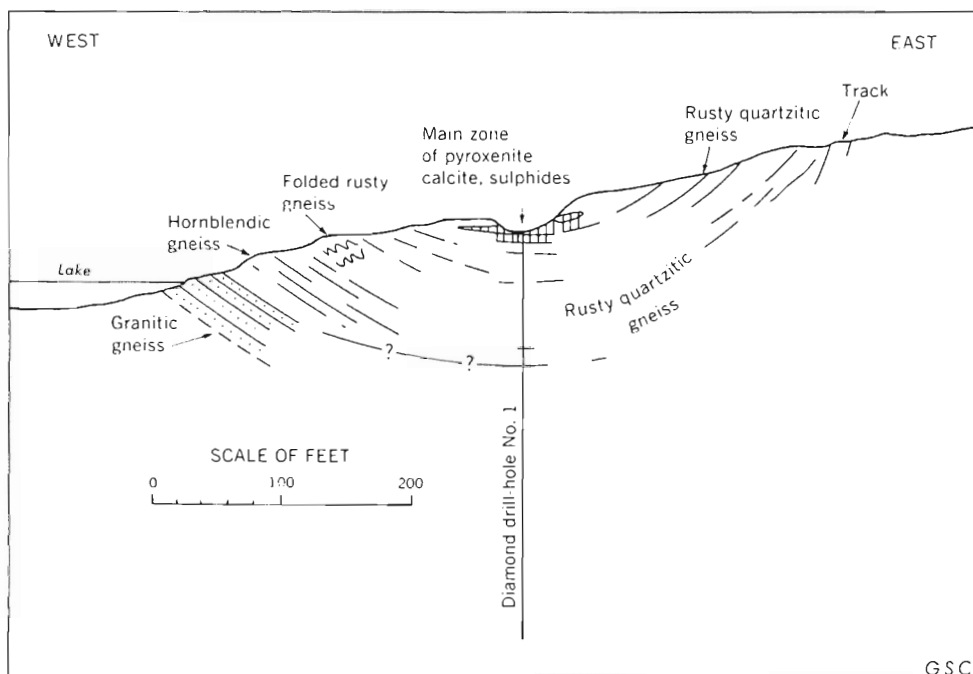 WEST
EAST
Track
Rusty quartzitic
gneiss
Main zone
of pyroxenite
calcite, sulphides
Folded rusty
gneiss
Hornblendic
gneiss
Lake
Granitic
gneiss
Rusty quartzitic
gneiss
?
?
Diamond drill-hole No. 1
SCALE OF FEET
0 100 200
GSC